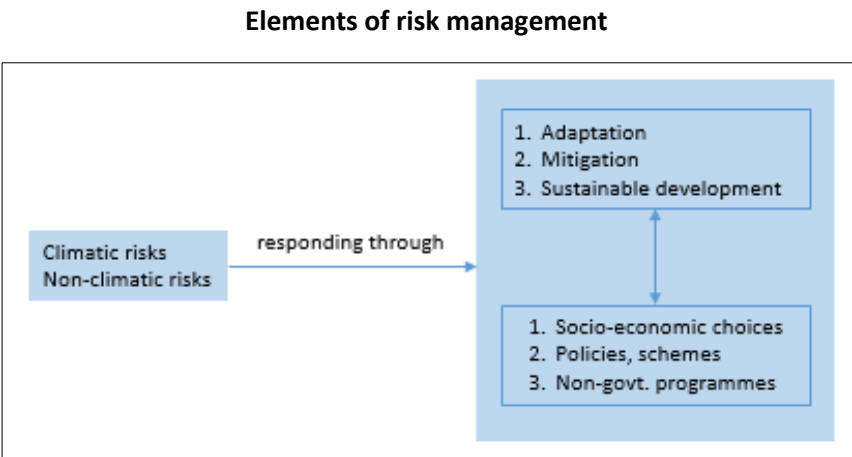 Elements of risk management
1. Adaptation
2. Mitigation
3. Sustainable development
responding through
Climatic risks
Non-climatic risks
1. Socio-economic choices
2. Policies, schemes
3. Non-govt. programmes